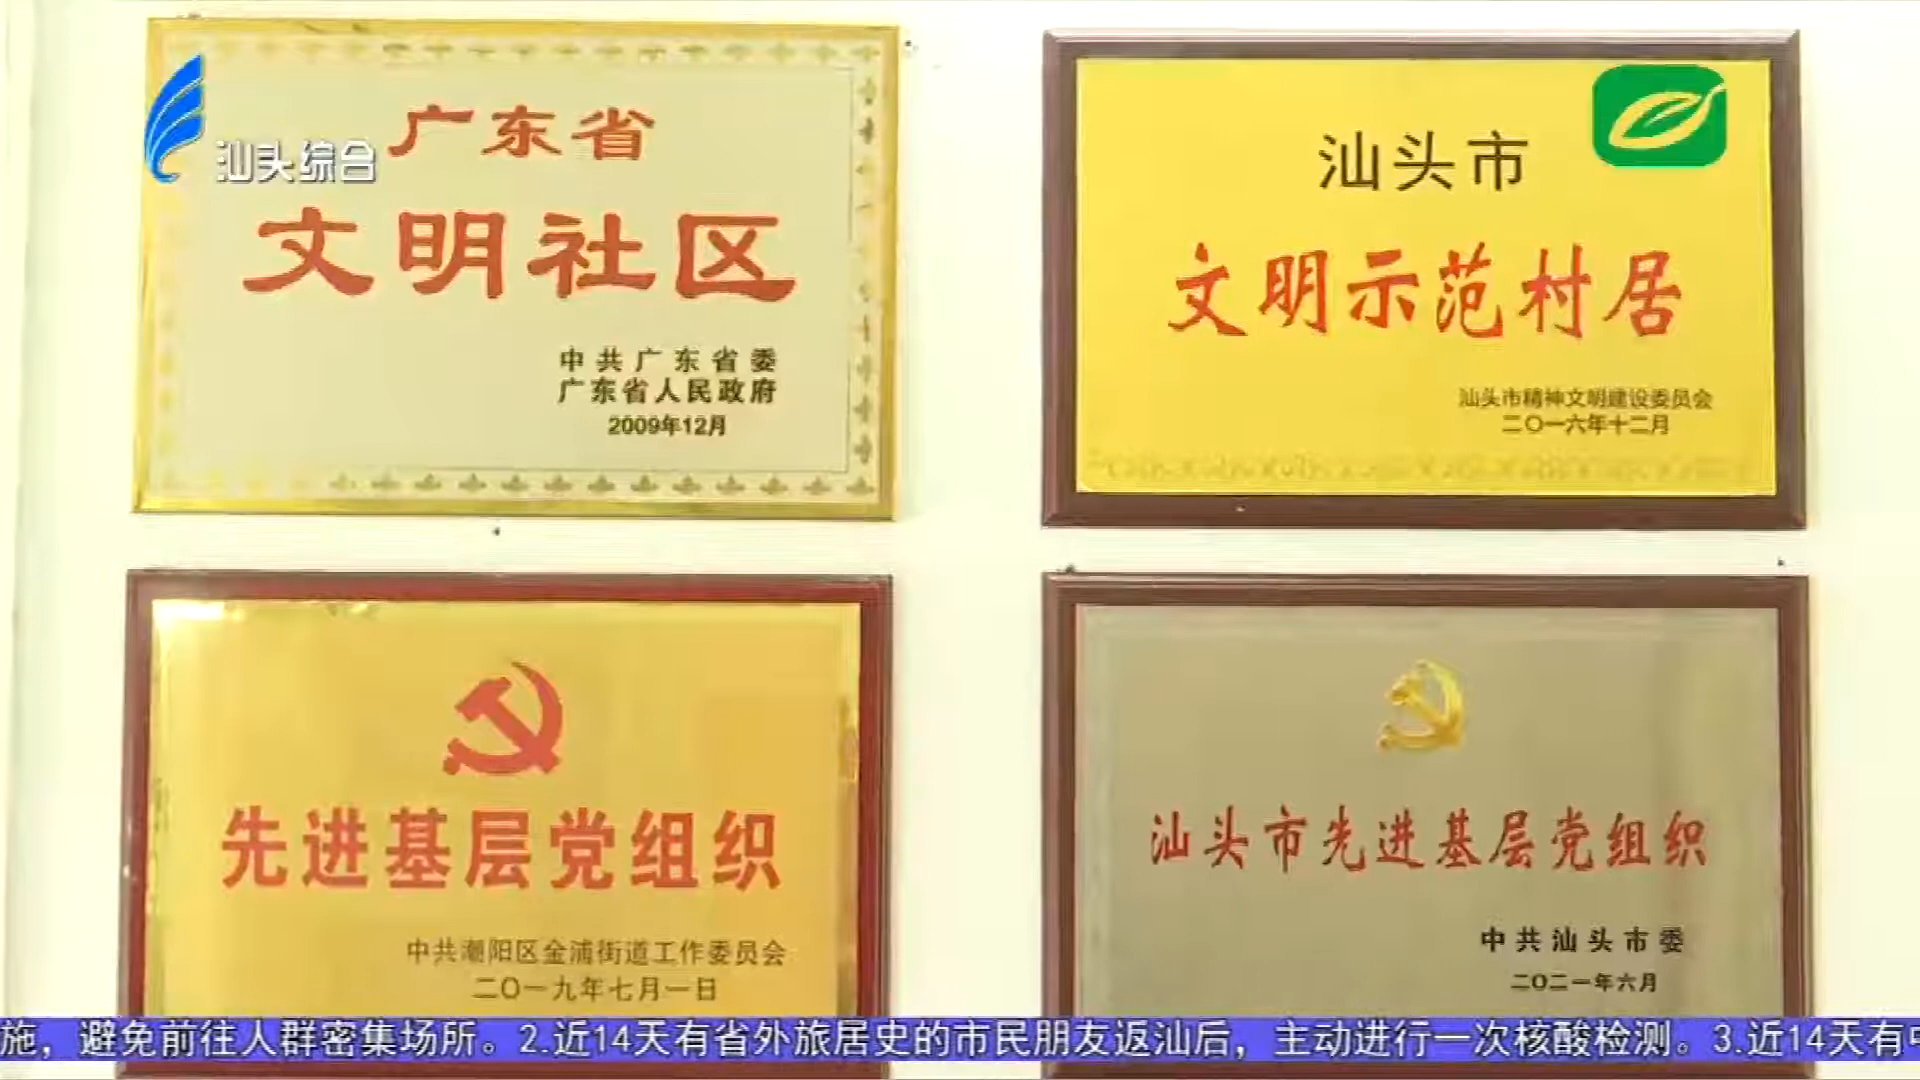 汕头综合
广东省
文明社区
中共广东省委
广东省人民政府
2009年12月
汕头市
文明示范村居
汕头市精神文明建设委员会
二〇一六年十二月
先进基层党组织
中共潮阳区金浦街道工作委员会
二〇一九年七月一日
汕头市先进基层党组织
中共汕头市委
二〇二一年六月
施，避免前往人群密集场所。2.近14天有省外旅居史的市民朋友返汕后，主动进行一次核酸检测。3.近14天有中